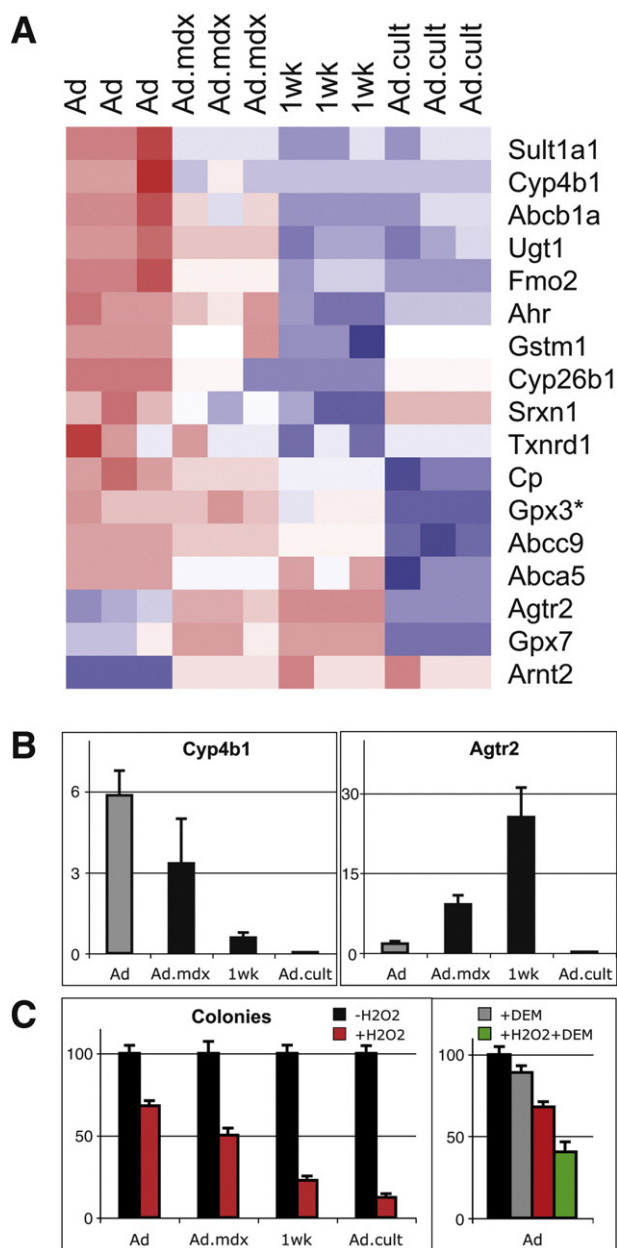 A
Ad Ad Ad Ad.mdx Ad.mdx Ad.mdx 1wk 1wk 1wk Ad.cult Ad.cult Ad.cult
Sult1a1
Cyp4b1
Abcb1a
Ugt1
Fmo2
Ahr
Gstm1
Cyp26b1
Srxn1
Txnrd1
Cp
Gpx3*
Abcc9
Abca5
Agtr2
Gpx7
Arnt2
B
Cyp4b1
6
3
0
Ad Ad.mdx 1wk Ad.cult
Agtr2
30
15
0
Ad Ad.mdx 1wk Ad.cult
C
Colonies
-H2O2
+H2O2
100
50
0
Ad Ad.mdx 1wk Ad.cult
+DEM
+H2O2+DEM
100
50
0
Ad